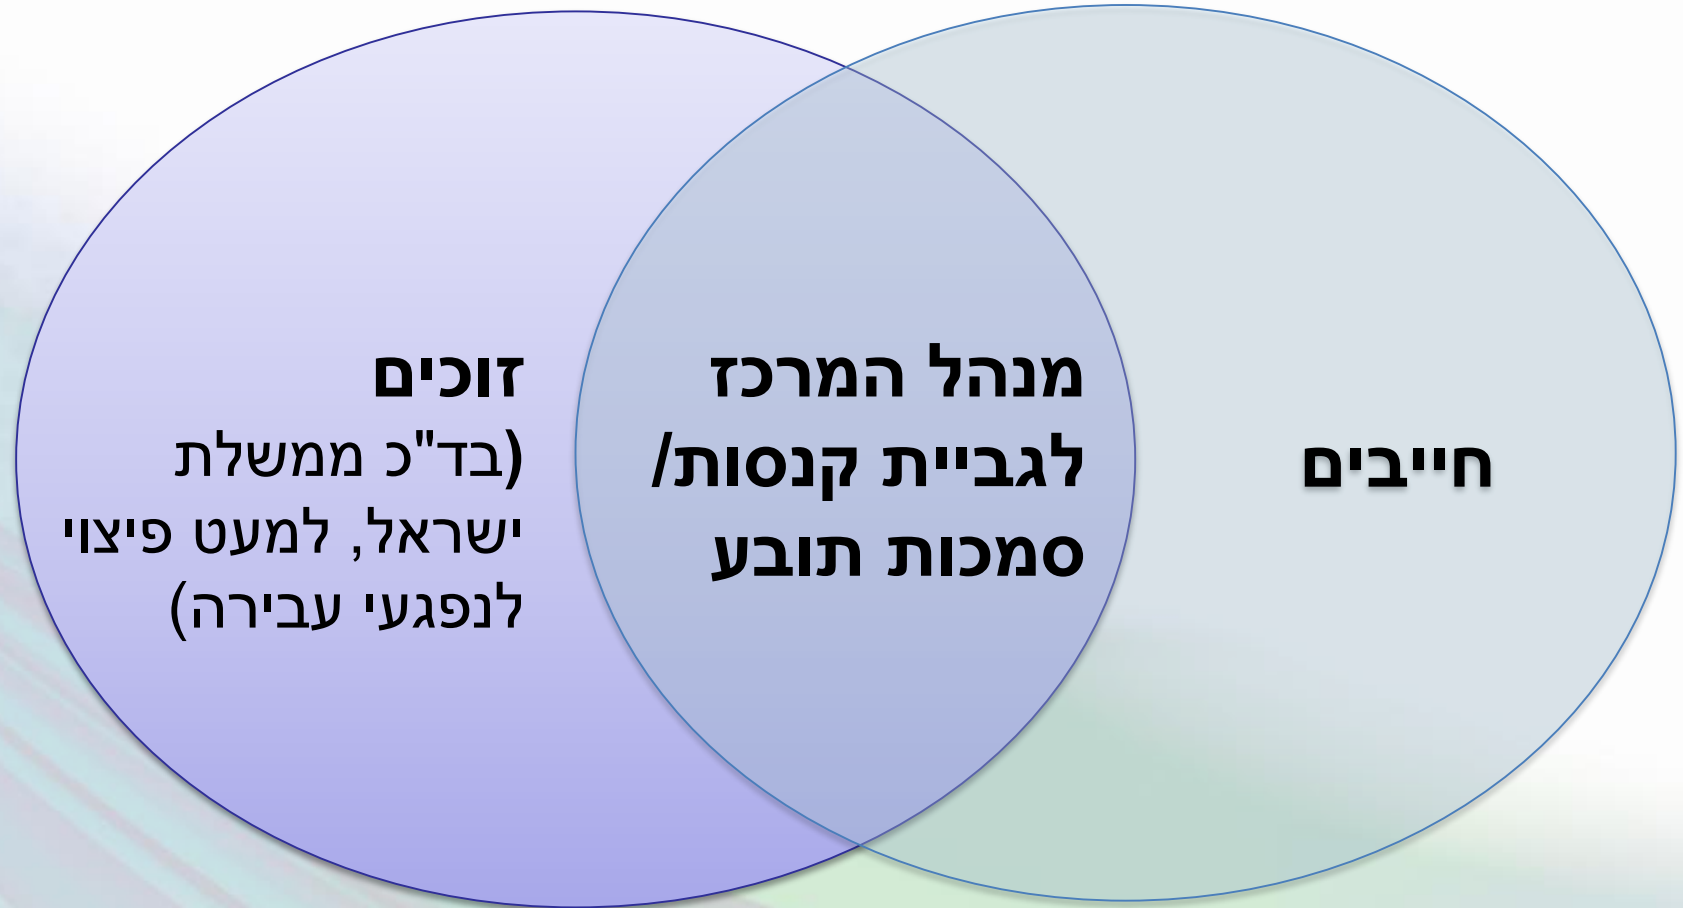 חייבים
מנהל המרכז
לגביית קנסות/
סמכות תובע
זוכים
(בד"כ ממשלת
ישראל, למעט פיצוי
לנפגעי עבירה)